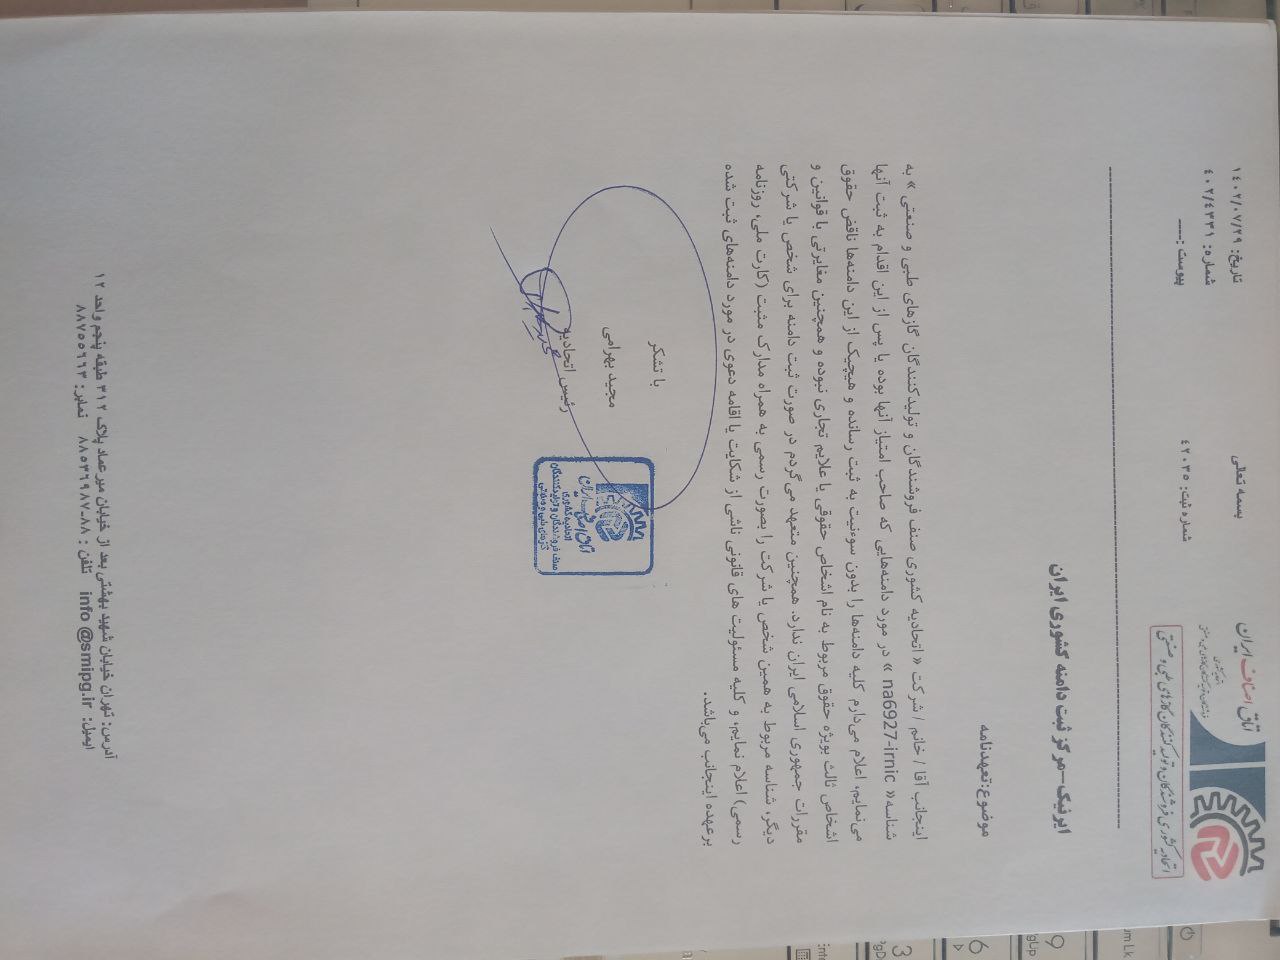 بسمه تعالی
تاریخ: ۱۴۰۲/۰۷/۲۹
شماره: ۴۰۲/۴۳۳۱
پیوست :----
شماره ثبت: ۴۲۰۳۵
اتاق اصناف ایران
اتحادیه کشوری
فروشندگان و تولیدکنندگان گازهای طبی و صنعتی
اتحادیه کشوری فروشندگان و تولید کنندگان گازهای طبی و صنعتی
ایرنیک-مرکز ثبت دامنه کشوری ایران
موضوع:تعهدنامه
اینجانب آقا / خانم / شرکت « اتحادیه کشوری صنف فروشندگان و تولیدکنندگان گازهای طبی و صنعتی » به
شناسه« na6927-irnic » در مورد دامنه‌هایی که صاحب امتیاز آنها بوده یا پس از این اقدام به ثبت آنها
می‌نمایم، اعلام می‌دارم کلیه دامنه‌ها را بدون سوءنیت به ثبت رسانده و هیچیک از این دامنه‌ها ناقض حقوق
اشخاص ثالث بویژه حقوق مربوط به نام اشخاص حقوقی یا علایم تجاری نبوده و همچنین مغایرتی با قوانین و
مقررات جمهوری اسلامی ایران ندارد. همچنین متعهد می‌گردم در صورت ثبت دامنه برای شخص یا شرکتی
دیگر، شناسه مربوط به همین شخص یا شرکت را بصورت رسمی به همراه مدارک مثبت (کارت ملی، روزنامه
رسمی) اعلام نمایم، و کلیه مسئولیت های قانونی ناشی از شکایت یا اقامه دعوی در مورد دامنه‌های ثبت شده
برعهده اینجانب می‌باشد.
با تشکر
مجید بهرامی
رئیس اتحادیه
اتاق اصناف ایران
اتحادیه کشوری
صنف فروشندگان و تولیدکنندگان
گازهای طبی و صنعتی
آدرس: تهران خیابان شهید بهشتی بعد از خیابان میرعماد پلاک ۳۱۲ طبقه پنجم واحد ۱۲
ایمیل: info @smipg.ir تلفن : ۸۸-۸۸۵۳۶۹۸۷ نمابر: ۸۸۷۵۵۶۶۳
9
gUp
6
3
PgD